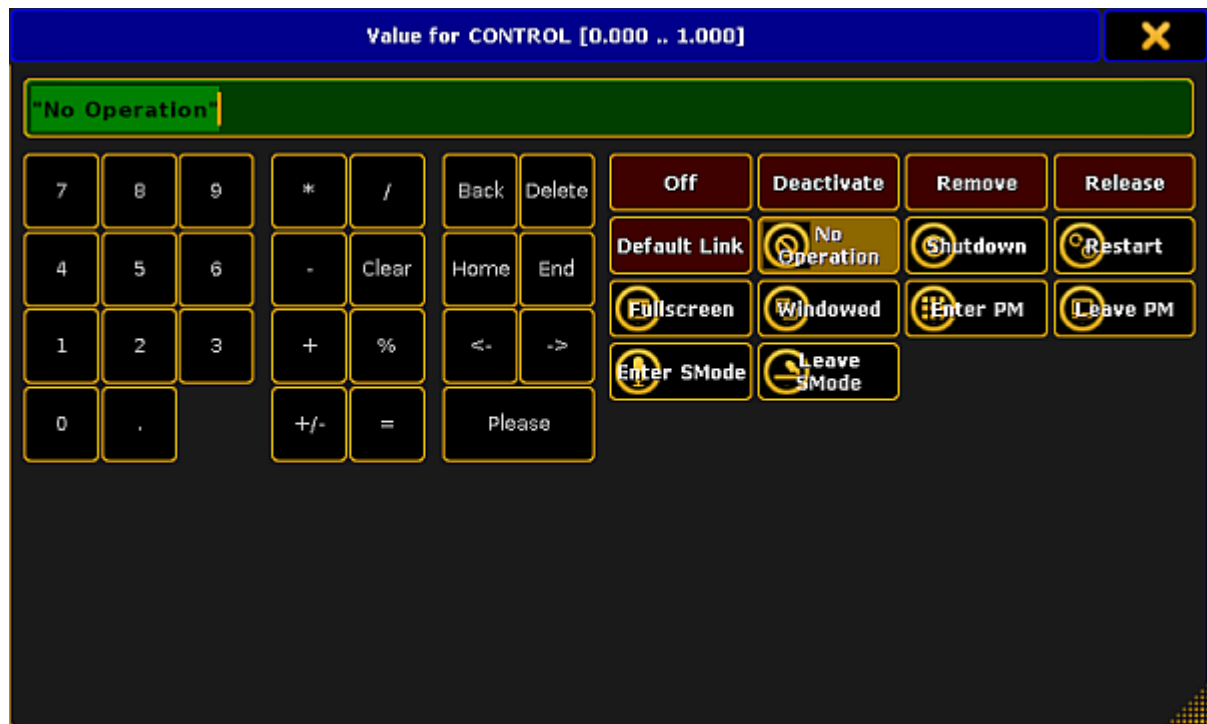 Value for CONTROL [0.000 .. 1.000]
"No Operation"
7 8 9 * / Back Delete
4 5 6 - Clear Home End
1 2 3 + % <- ->
0 . +/- = Please
Off Deactivate Remove Release
Default Link No Operation Shutdown Restart
Fullscreen Windowed Enter PM Leave PM
Enter SMode Leave SMode